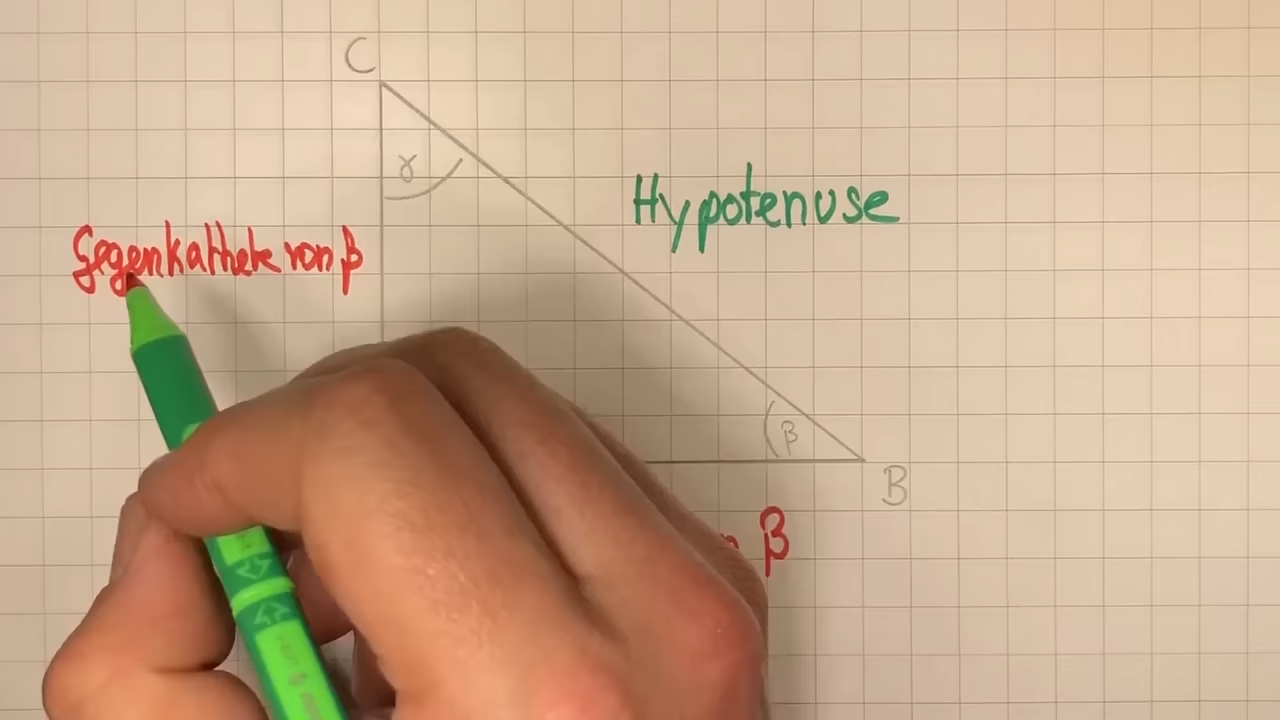 C
γ
Hypotenuse
Gegenkathete von β
β
B
β